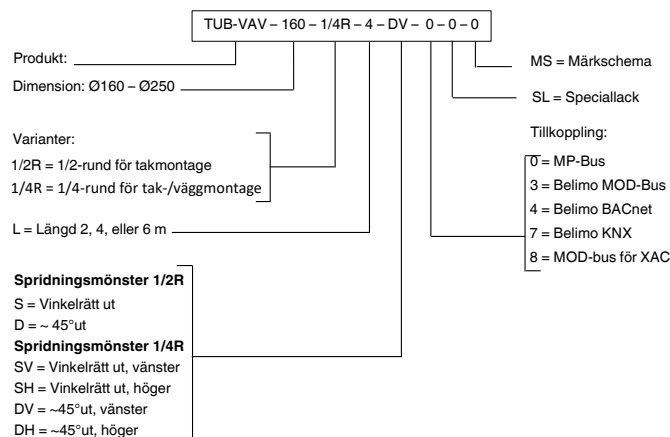 TUB-VAV – 160 – 1/4R – 4 – DV – 0 – 0 – 0
Produkt:
Dimension: Ø160 – Ø250
Varianter:
1/2R = 1/2-rund för takmontage
1/4R = 1/4-rund för tak-/väggmontage
L = Längd 2, 4, eller 6 m
Spridningsmönster 1/2R
S = Vinkelrätt ut
D = ~ 45°ut
Spridningsmönster 1/4R
SV = Vinkelrätt ut, vänster
SH = Vinkelrätt ut, höger
DV = ~45°ut, vänster
DH = ~45°ut, höger
MS = Märkschema
SL = Speciallack
Tillkoppling:
0 = MP-Bus
3 = Belimo MOD-Bus
4 = Belimo BACnet
7 = Belimo KNX
8 = MOD-bus för XAC